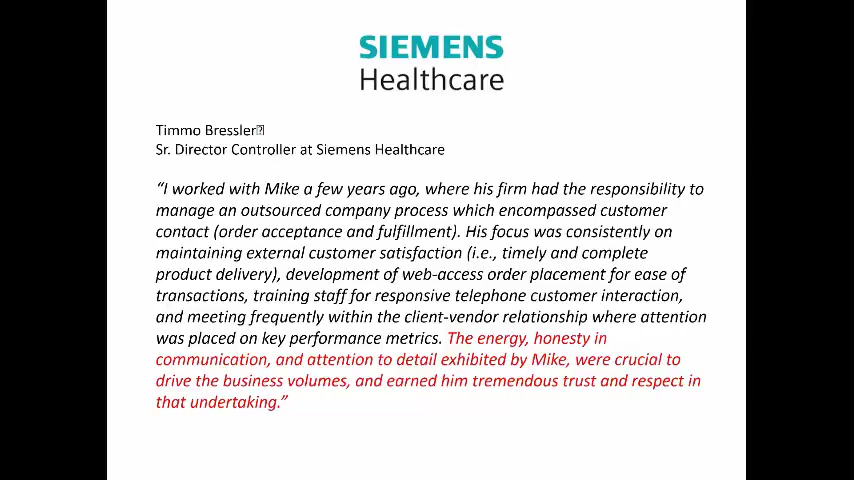 SIEMENS
Healthcare
Timmo Bressler
Sr. Director Controller at Siemens Healthcare
“I worked with Mike a few years ago, where his firm had the responsibility to
manage an outsourced company process which encompassed customer
contact (order acceptance and fulfillment). His focus was consistently on
maintaining external customer satisfaction (i.e., timely and complete
product delivery), development of web-access order placement for ease of
transactions, training staff for responsive telephone customer interaction,
and meeting frequently within the client-vendor relationship where attention
was placed on key performance metrics. The energy, honesty in
communication, and attention to detail exhibited by Mike, were crucial to
drive the business volumes, and earned him tremendous trust and respect in
that undertaking.”